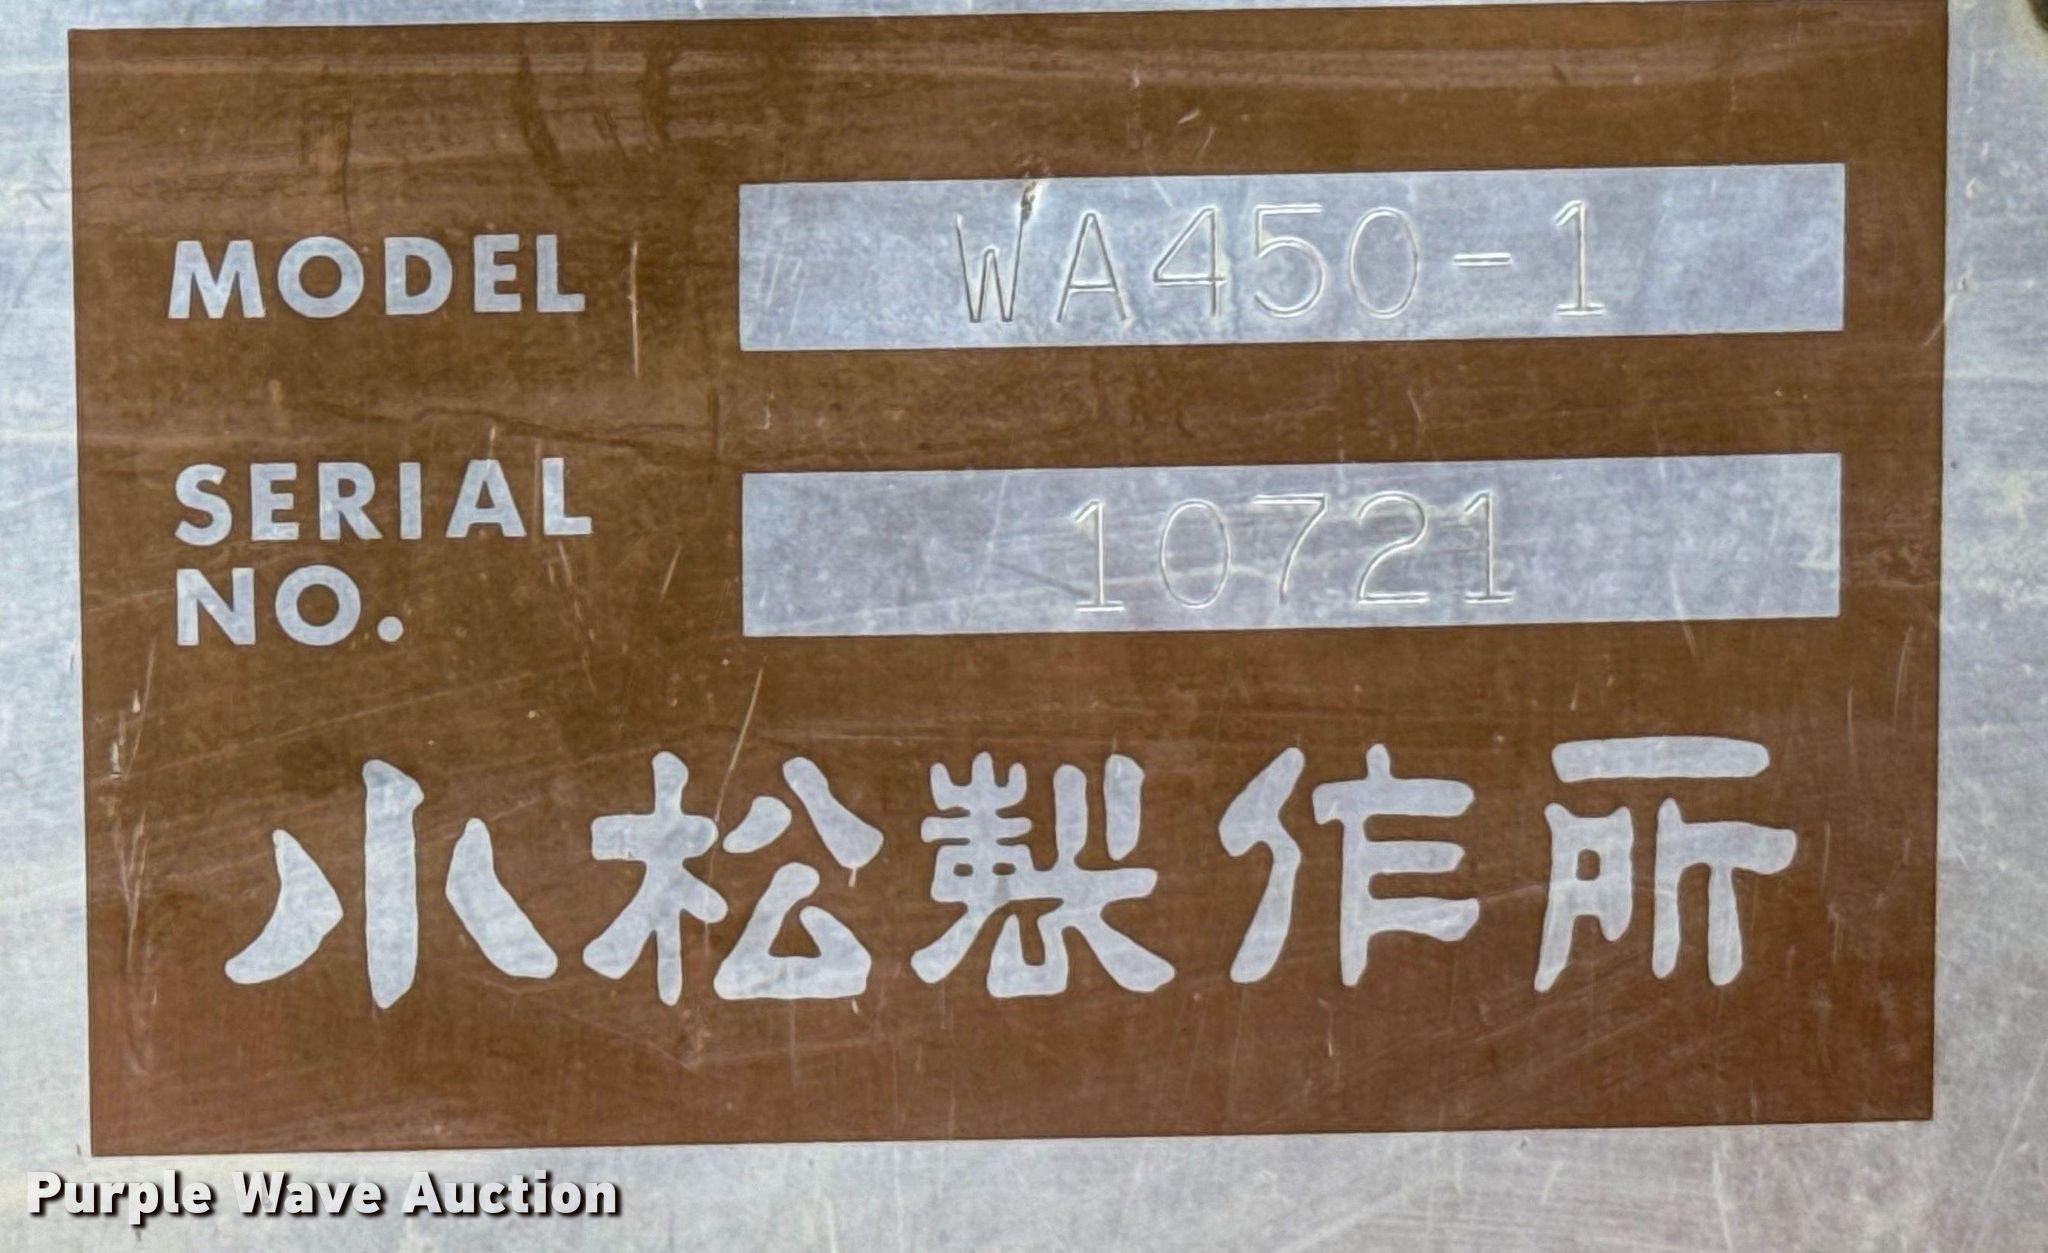 MODEL WA450-1
SERIAL NO. 10721
小松製作所
Purple Wave Auction